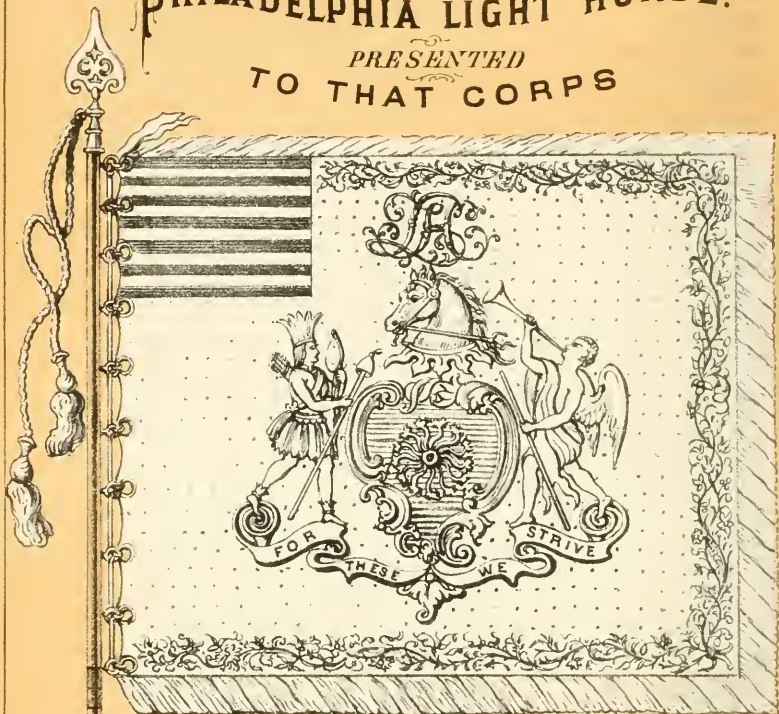 PHILADELPHIA LIGHT HORSE.
PRESENTED
TO THAT CORPS
FOR THESE WE STRIVE